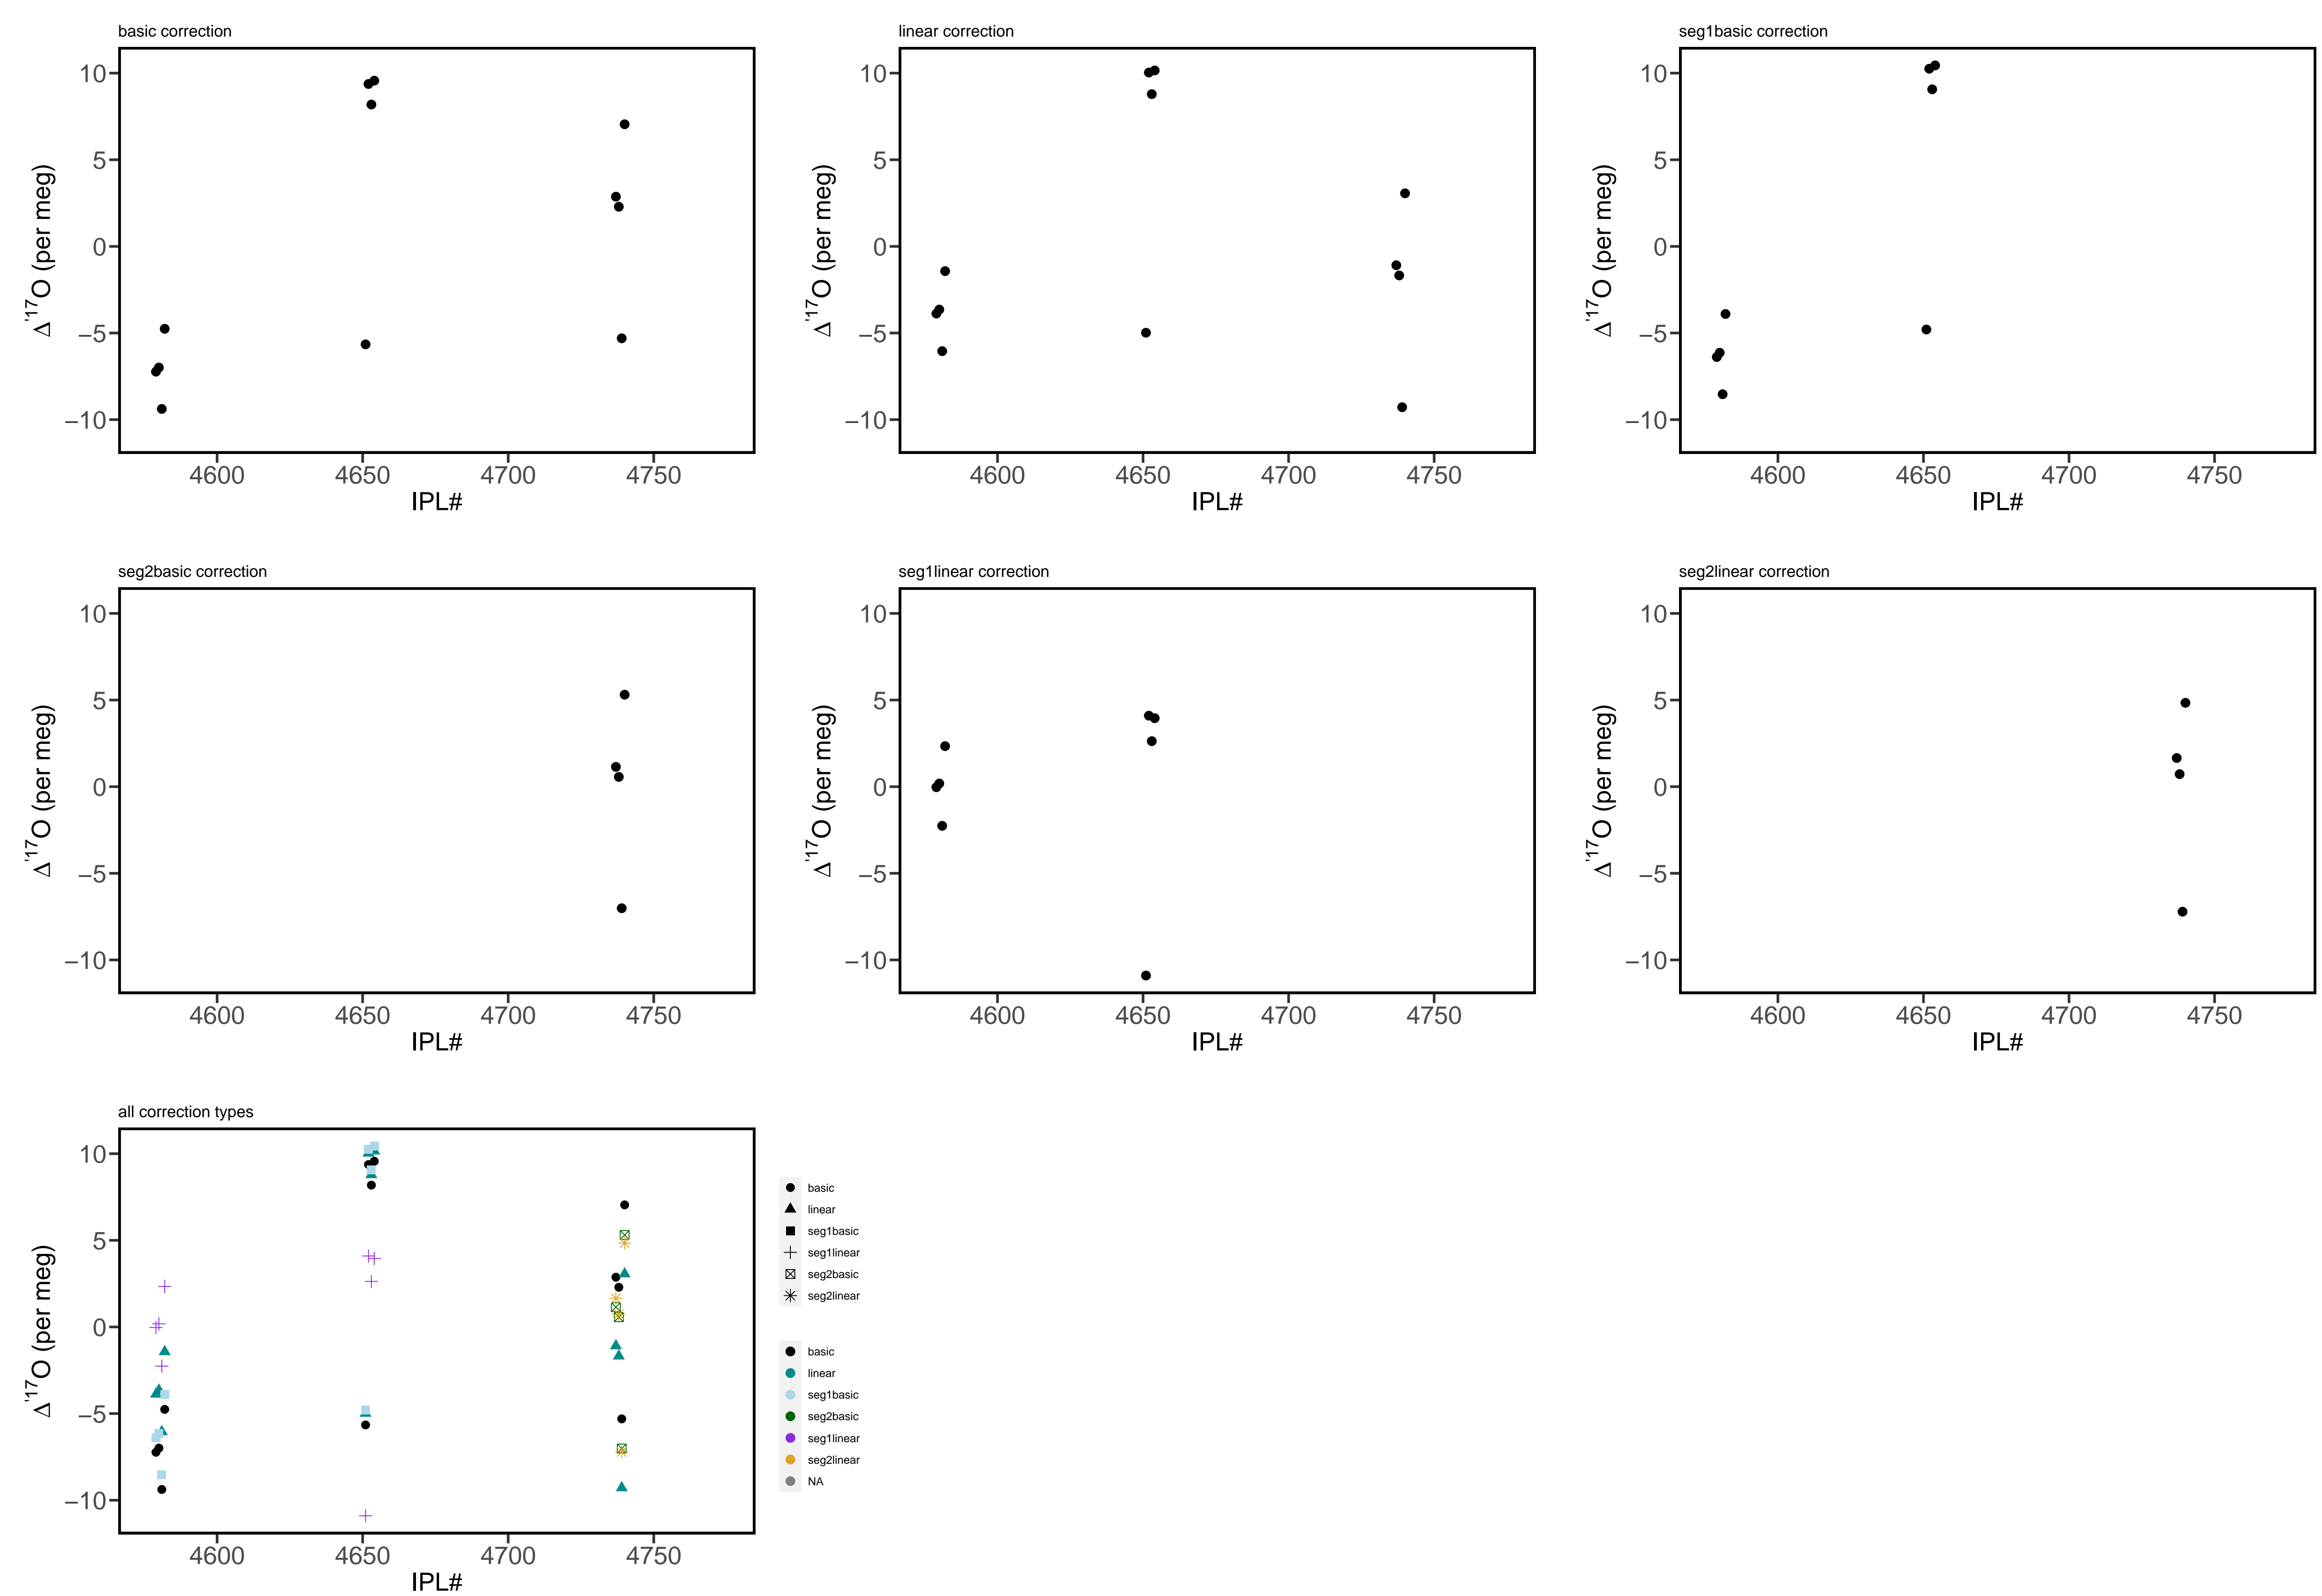 basic correction
10
5
0
−5
−10
Δ'17O (per meg)
4600 4650 4700 4750
IPL#
linear correction
10
5
0
−5
−10
Δ'17O (per meg)
4600 4650 4700 4750
IPL#
seg1basic correction
10
5
0
−5
−10
Δ'17O (per meg)
4600 4650 4700 4750
IPL#
seg2basic correction
10
5
0
−5
−10
Δ'17O (per meg)
4600 4650 4700 4750
IPL#
seg1linear correction
10
5
0
−5
−10
Δ'17O (per meg)
4600 4650 4700 4750
IPL#
seg2linear correction
10
5
0
−5
−10
Δ'17O (per meg)
4600 4650 4700 4750
IPL#
all correction types
10
5
0
−5
−10
Δ'17O (per meg)
4600 4650 4700 4750
IPL#
basic
linear
seg1basic
seg1linear
seg2basic
seg2linear
basic
linear
seg1basic
seg2basic
seg1linear
seg2linear
NA